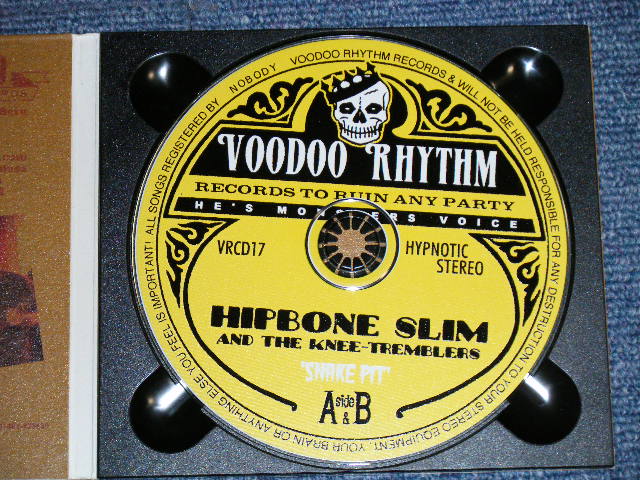 ALL SONGS REGISTERED BY NOBODY VOODOO RHYTHM RECORDS & WILL NOT BE HELD RESPONSIBLE FOR ANY DESTRUCTION TO YOUR STEREO EQUIPMENT, YOUR BRAIN OR ANYTHING ELSE YOU FEEL IS IMPORTANT!
VOODOO RHYTHM
RECORDS TO RUIN ANY PARTY
HE'S VOICE
VRCD17
HYPNOTIC
STEREO
HIPBONE SLIM
AND THE KNEE-TREMBLERS
"SNAKE PIT"
A side & B